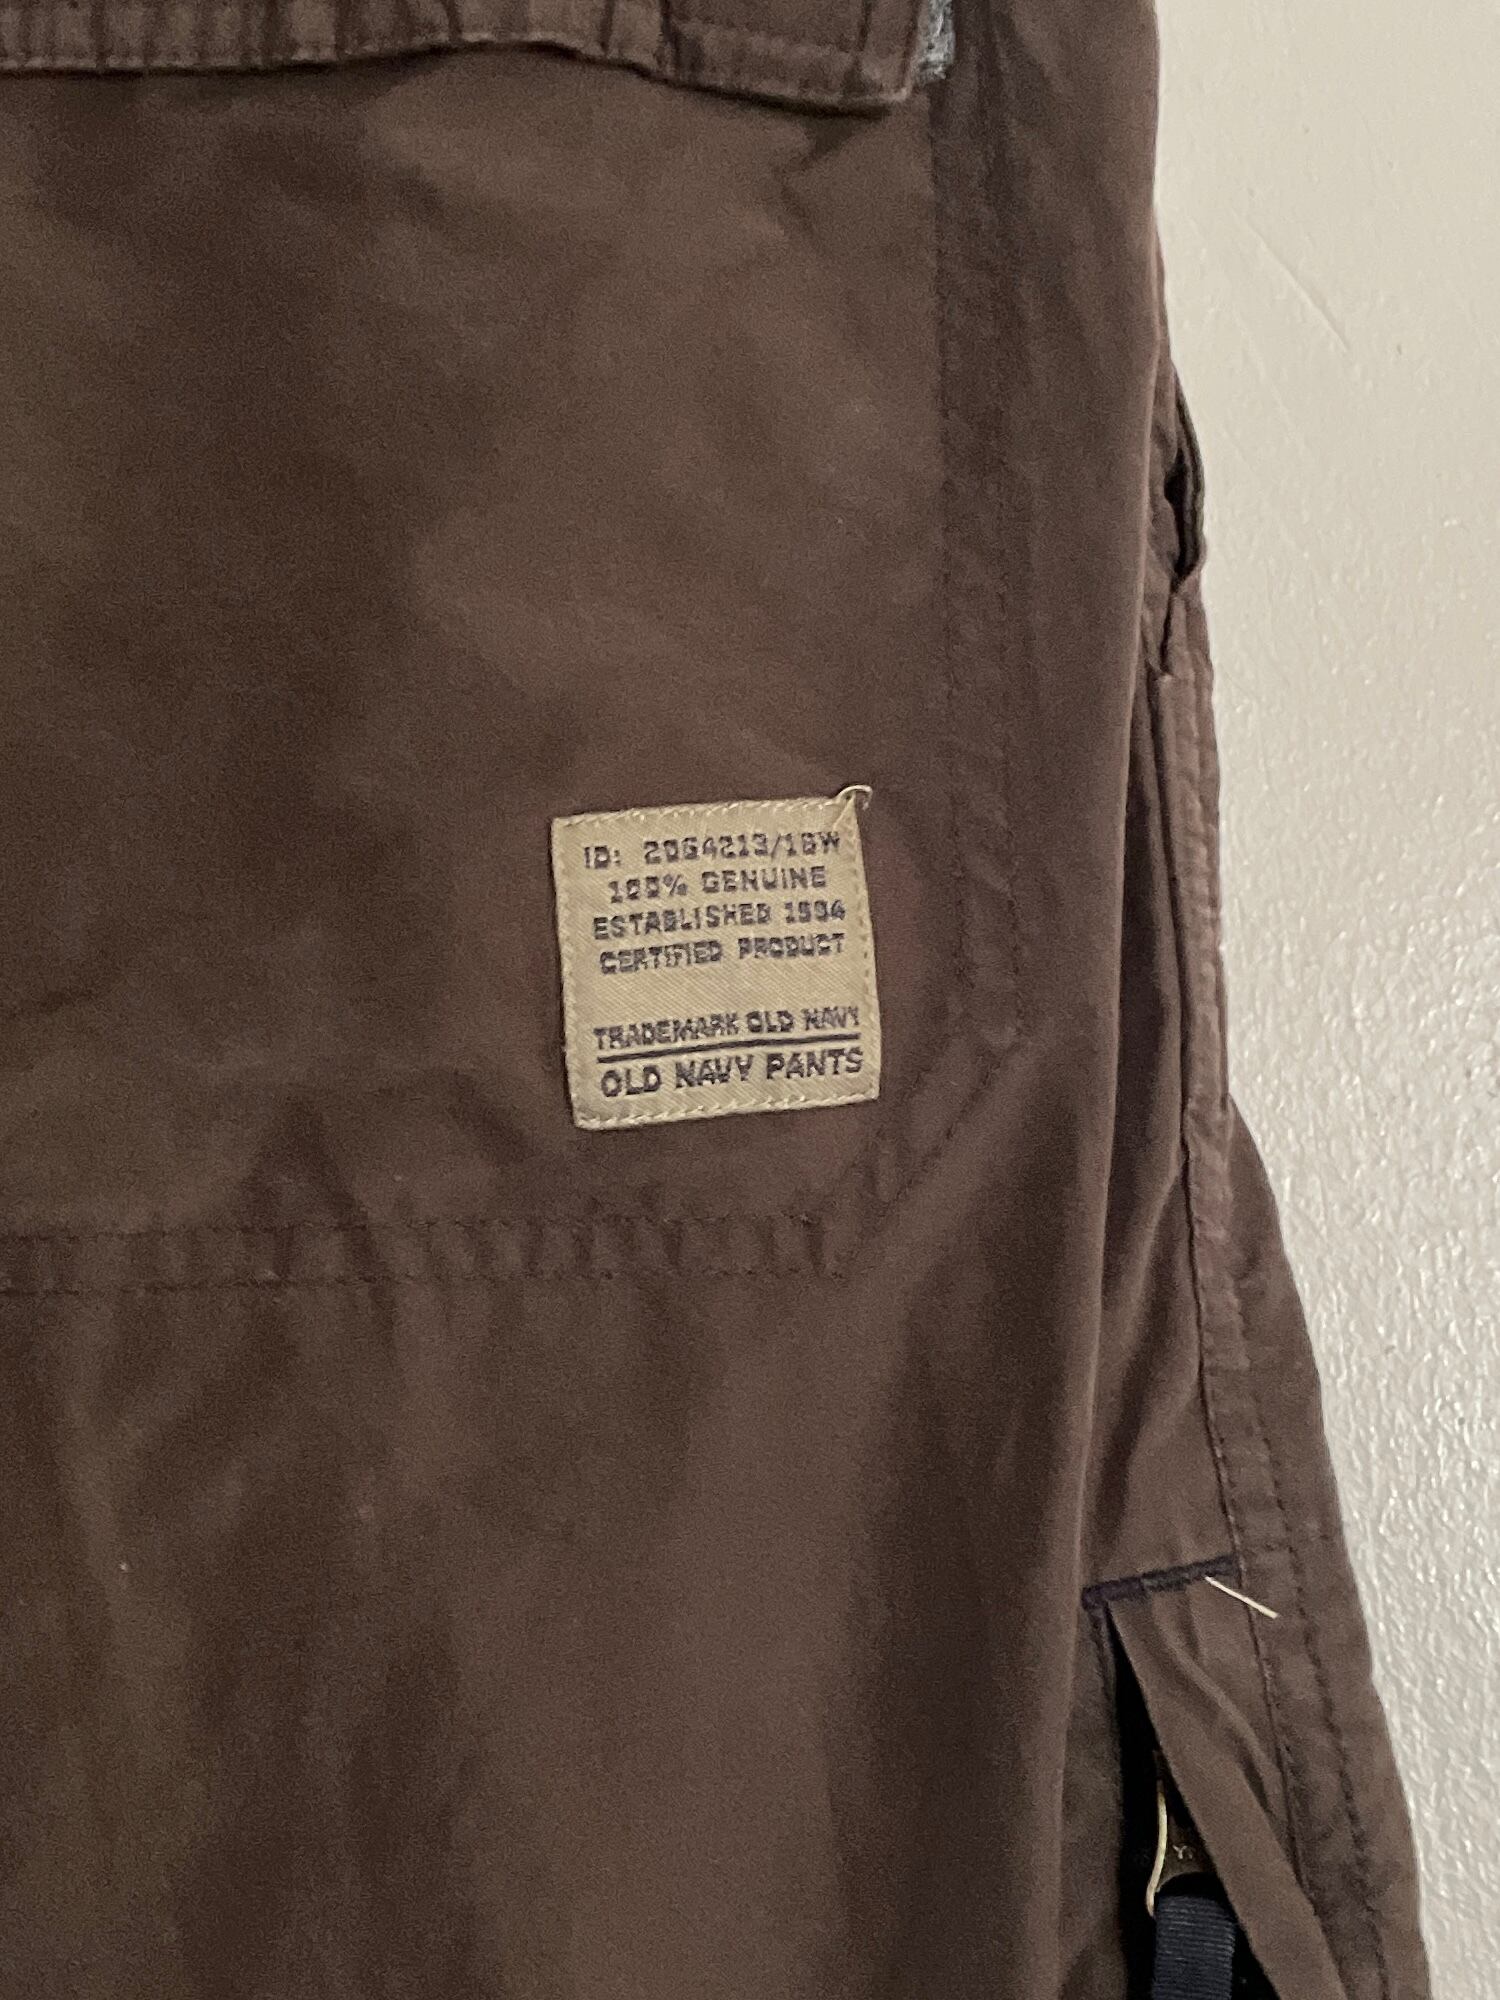 ID: 20G4213/18W
100% GENUINE
ESTABLISHED 1994
CERTIFIED PRODUCT
TRADEMARK OLD NAVY
OLD NAVY PANTS